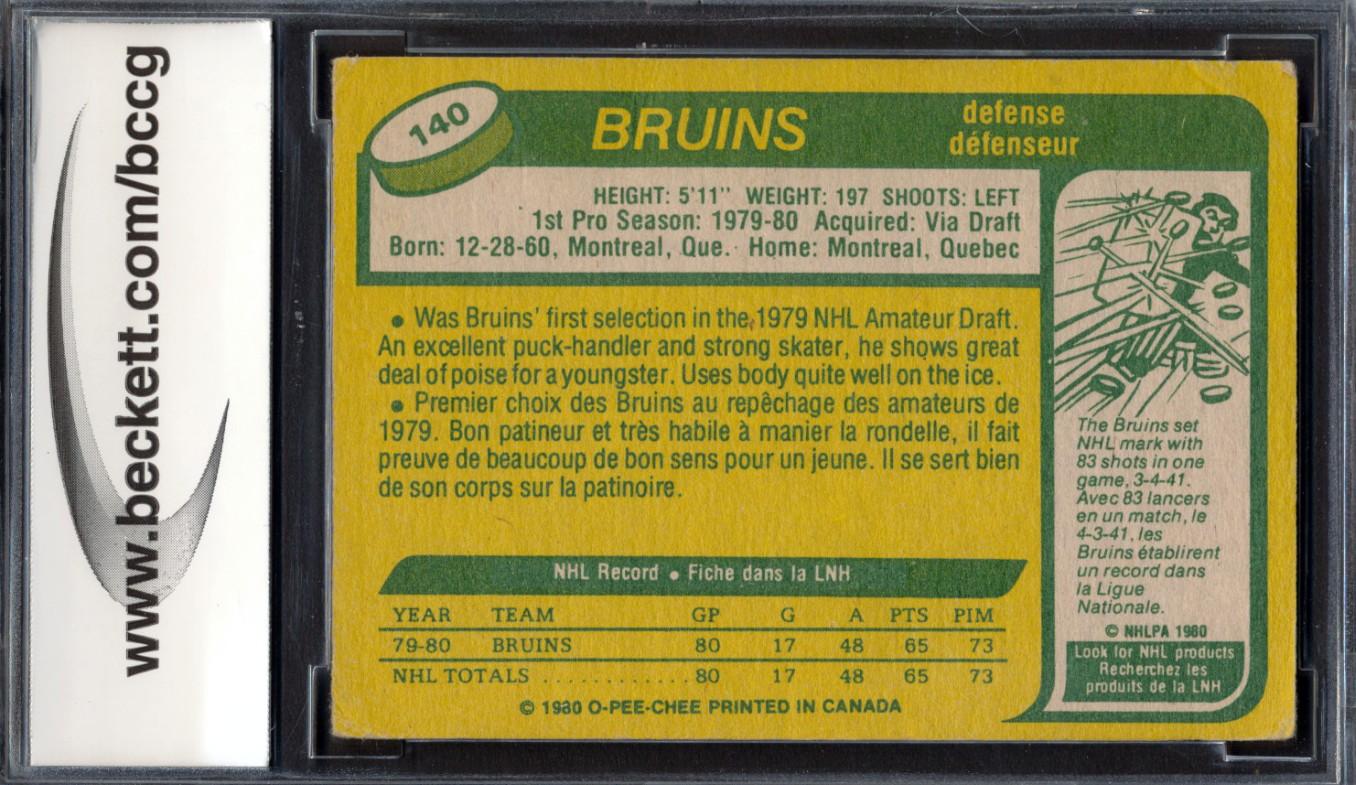 www.beckett.com/bccg
140
BRUINS
defense
défenseur
HEIGHT: 5'11" WEIGHT: 197 SHOOTS: LEFT
1st Pro Season: 1979-80 Acquired: Via Draft
Born: 12-28-60, Montreal, Que. Home: Montreal, Quebec
• Was Bruins' first selection in the 1979 NHL Amateur Draft.
An excellent puck-handler and strong skater, he shows great
deal of poise for a youngster. Uses body quite well on the ice.
• Premier choix des Bruins au repêchage des amateurs de
1979. Bon patineur et très habile à manier la rondelle, il fait
preuve de beaucoup de bon sens pour un jeune. Il se sert bien
de son corps sur la patinoire.
NHL Record • Fiche dans la LNH
YEAR TEAM GP G A PTS PIM
79-80 BRUINS 80 17 48 65 73
NHL TOTALS ............ 80 17 48 65 73
© 1980 O-PEE-CHEE PRINTED IN CANADA
The Bruins set
NHL mark with
83 shots in one
game, 3-4-41.
Avec 83 lancers
en un match, le
4-3-41, les
Bruins établirent
un record dans
la Ligue
Nationale.
© NHLPA 1980
Look for NHL products
Recherchez les
produits de la LNH